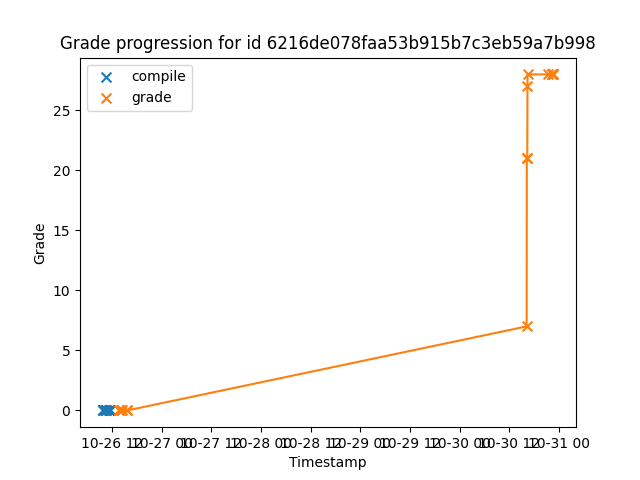 Grade progression for id 6216de078faa53b915b7c3eb59a7b998
compile
grade
Grade
25
20
15
10
5
0
10-26 12 10-27 00 10-27 12 10-28 00 10-28 12 10-29 00 10-29 12 10-30 00 10-30 12 10-31 00
Timestamp